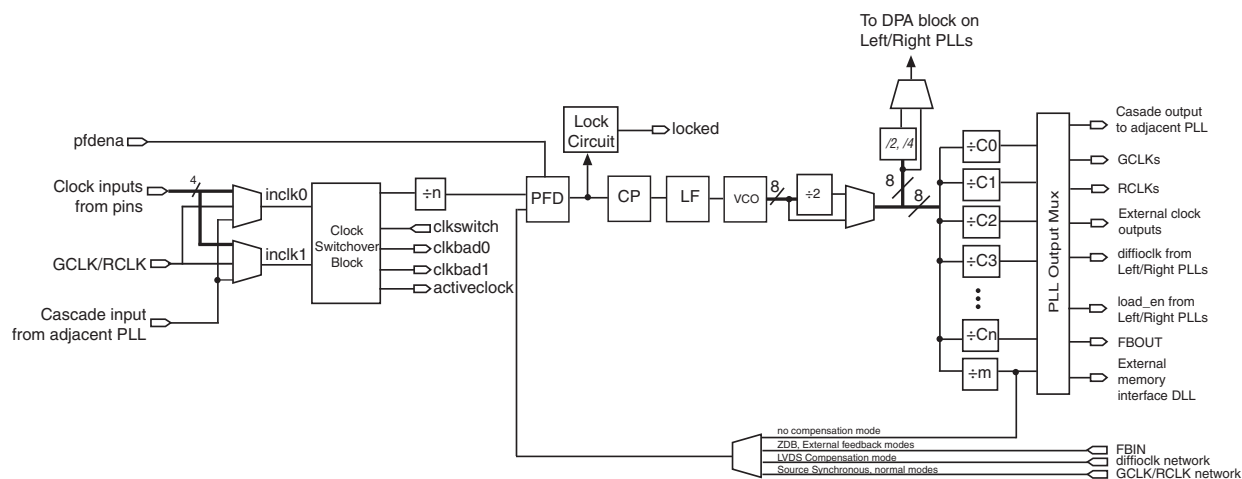 To DPA block on
Left/Right PLLs
pfdena
Lock
Circuit
locked
/2, /4
Clock inputs
from pins
4
inclk0
GCLK/RCLK
inclk1
Cascade input
from adjacent PLL
Clock
Switchover
Block
÷n
clkswitch
clkbad0
clkbad1
activeclock
PFD
CP
LF
VCO
8
÷2
8
8
÷C0
÷C1
÷C2
÷C3
÷Cn
÷m
PLL Output Mux
Casade output
to adjacent PLL
GCLKs
RCLKs
External clock
outputs
diffioclk from
Left/Right PLLs
load_en from
Left/Right PLLs
FBOUT
External
memory
interface DLL
no compensation mode
ZDB, External feedback modes
LVDS Compensation mode
Source Synchronous, normal modes
FBIN
diffioclk network
GCLK/RCLK network